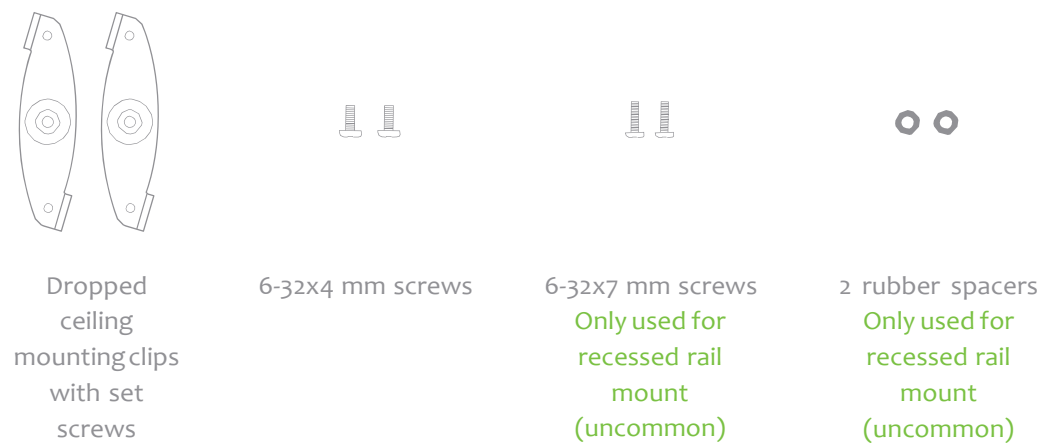 Dropped
ceiling
mounting clips
with set
screws
6-32x4 mm screws
6-32x7 mm screws
Only used for
recessed rail
mount
(uncommon)
2 rubber spacers
Only used for
recessed rail
mount
(uncommon)